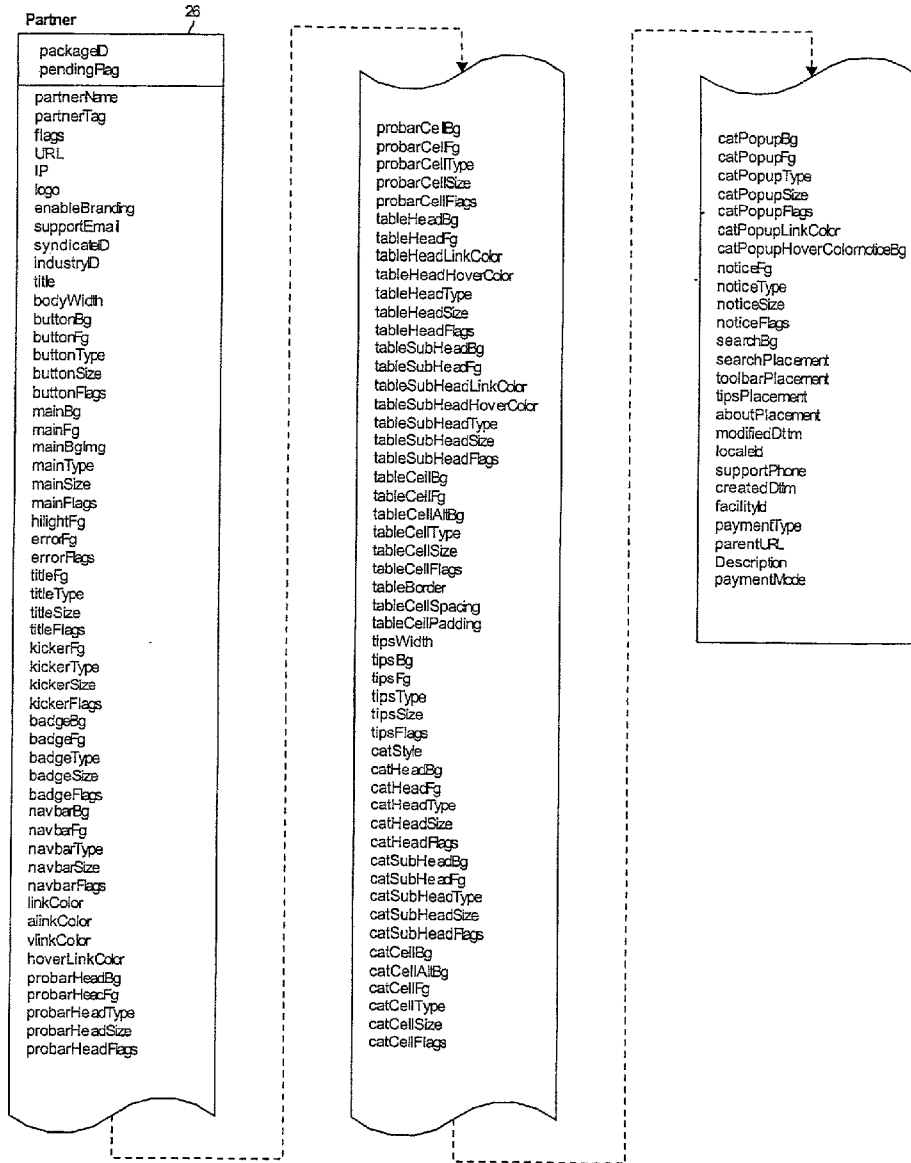 Partner
26
packageID
pendingFlag
partnerName
partnerTag
flags
URL
IP
logo
enableBranding
supportEmail
syndicateID
industryID
title
bodyWidth
buttonBg
buttonFg
buttonType
buttonSize
buttonFlags
mainBg
mainFg
mainBgImg
mainType
mainSize
mainFlags
hilightFg
errorFg
errorFlags
titleFg
titleType
titleSize
titleFlags
kickerFg
kickerType
kickerSize
kickerFlags
badgeBg
badgeFg
badgeType
badgeSize
badgeFlags
navbarBg
navbarFg
navbarType
navbarSize
navbarFlags
linkColor
alinkColor
vlinkColor
hoverLinkColor
probarHeadBg
probarHeadFg
probarHeadType
probarHeadSize
probarHeadFlags
probarCellBg
probarCellFg
probarCellType
probarCellSize
probarCellFlags
tableHeadBg
tableHeadFg
tableHeadLinkColor
tableHeadHoverColor
tableHeadType
tableHeadSize
tableHeadFlags
tableSubHeadBg
tableSubHeadFg
tableSubHeadLinkColor
tableSubHeadHoverColor
tableSubHeadType
tableSubHeadSize
tableSubHeadFlags
tableCellBg
tableCellFg
tableCellAltBg
tableCellType
tableCellSize
tableCellFlags
tableBorder
tableCellSpacing
tableCellPadding
tipsWidth
tipsBg
tipsFg
tipsType
tipsSize
tipsFlags
catStyle
catHeadBg
catHeadFg
catHeadType
catHeadSize
catHeadFlags
catSubHeadBg
catSubHeadFg
catSubHeadType
catSubHeadSize
catSubHeadFlags
catCellBg
catCellAltBg
catCellFg
catCellType
catCellSize
catCellFlags
catPopupBg
catPopupFg
catPopupType
catPopupSize
catPopupFlags
catPopupLinkColor
catPopupHoverColornoticeBg
noticeFg
noticeType
noticeSize
noticeFlags
searchBg
searchPlacement
toolbarPlacement
tipsPlacement
aboutPlacement
modifiedDttm
localeId
supportPhone
createdDttm
facilityId
paymentType
parentURL
Description
paymentMode